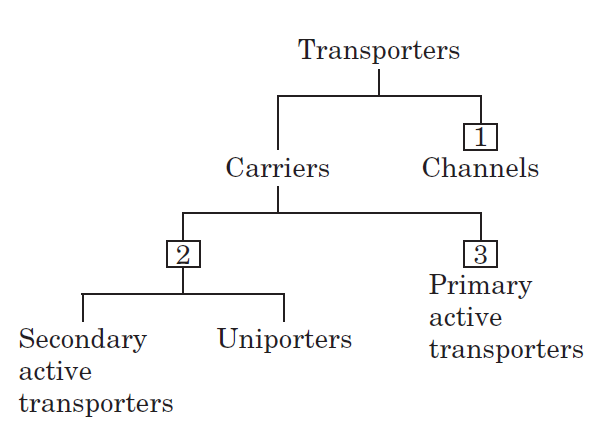 Transporters
1
Carriers
Channels
2
3
Primary
active
transporters
Secondary
active
transporters
Uniporters